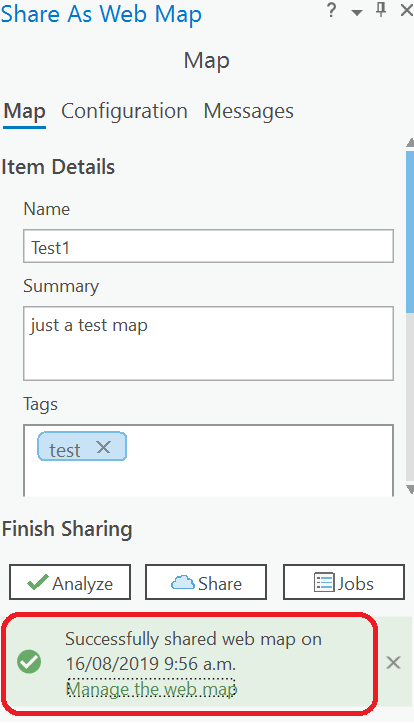 Share As Web Map
?
Map
Map Configuration Messages
Item Details
Name
Test1
Summary
just a test map
Tags
test
Finish Sharing
Analyze Share Jobs
Successfully shared web map on
16/08/2019 9:56 a.m.
Manage the web map